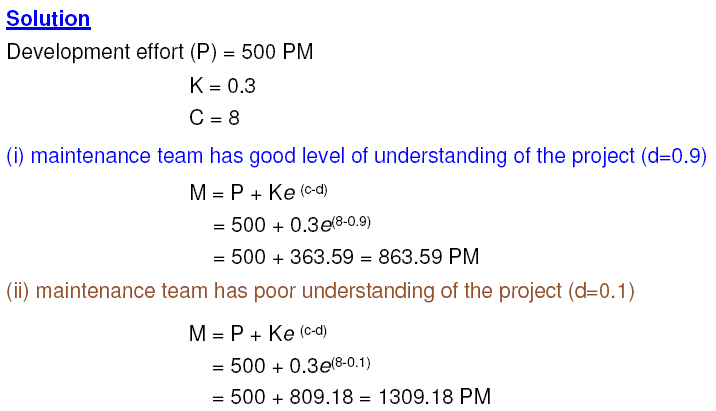 Solution
Development effort (P) = 500 PM
K = 0.3
C = 8
(i) maintenance team has good level of understanding of the project (d=0.9)
M = P + Ke (c-d)
= 500 + 0.3e(8-0.9)
= 500 + 363.59 = 863.59 PM
(ii) maintenance team has poor understanding of the project (d=0.1)
M = P + Ke (c-d)
= 500 + 0.3e(8-0.1)
= 500 + 809.18 = 1309.18 PM